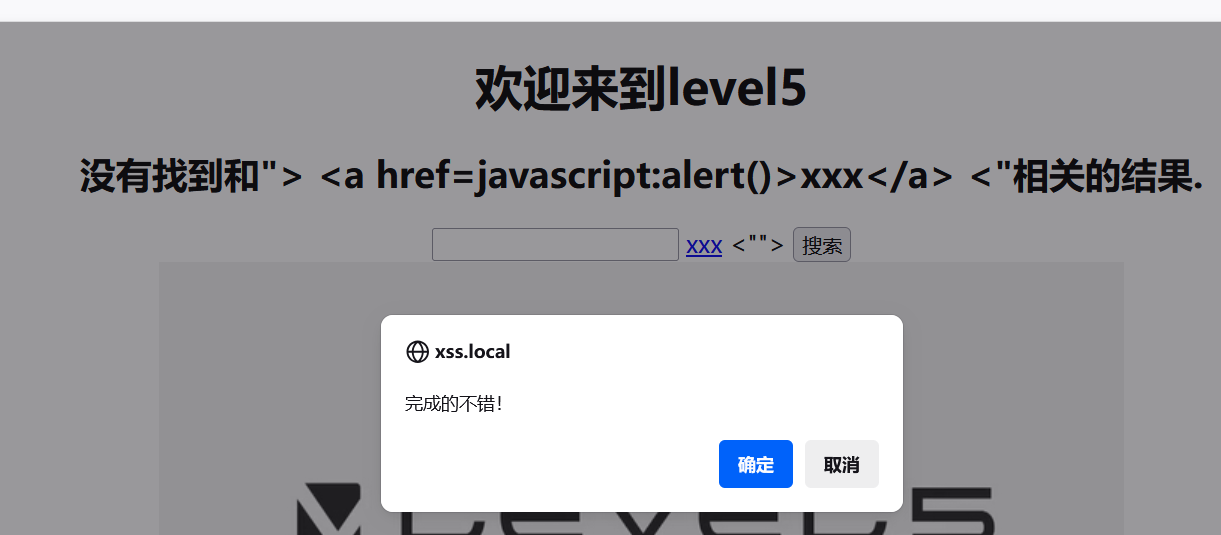 欢迎来到level5
没有找到和"> <a href=javascript:alert()>xxx</a> <"相关的结果.
xxx <""> 搜索
xss.local
完成的不错!
确定 取消